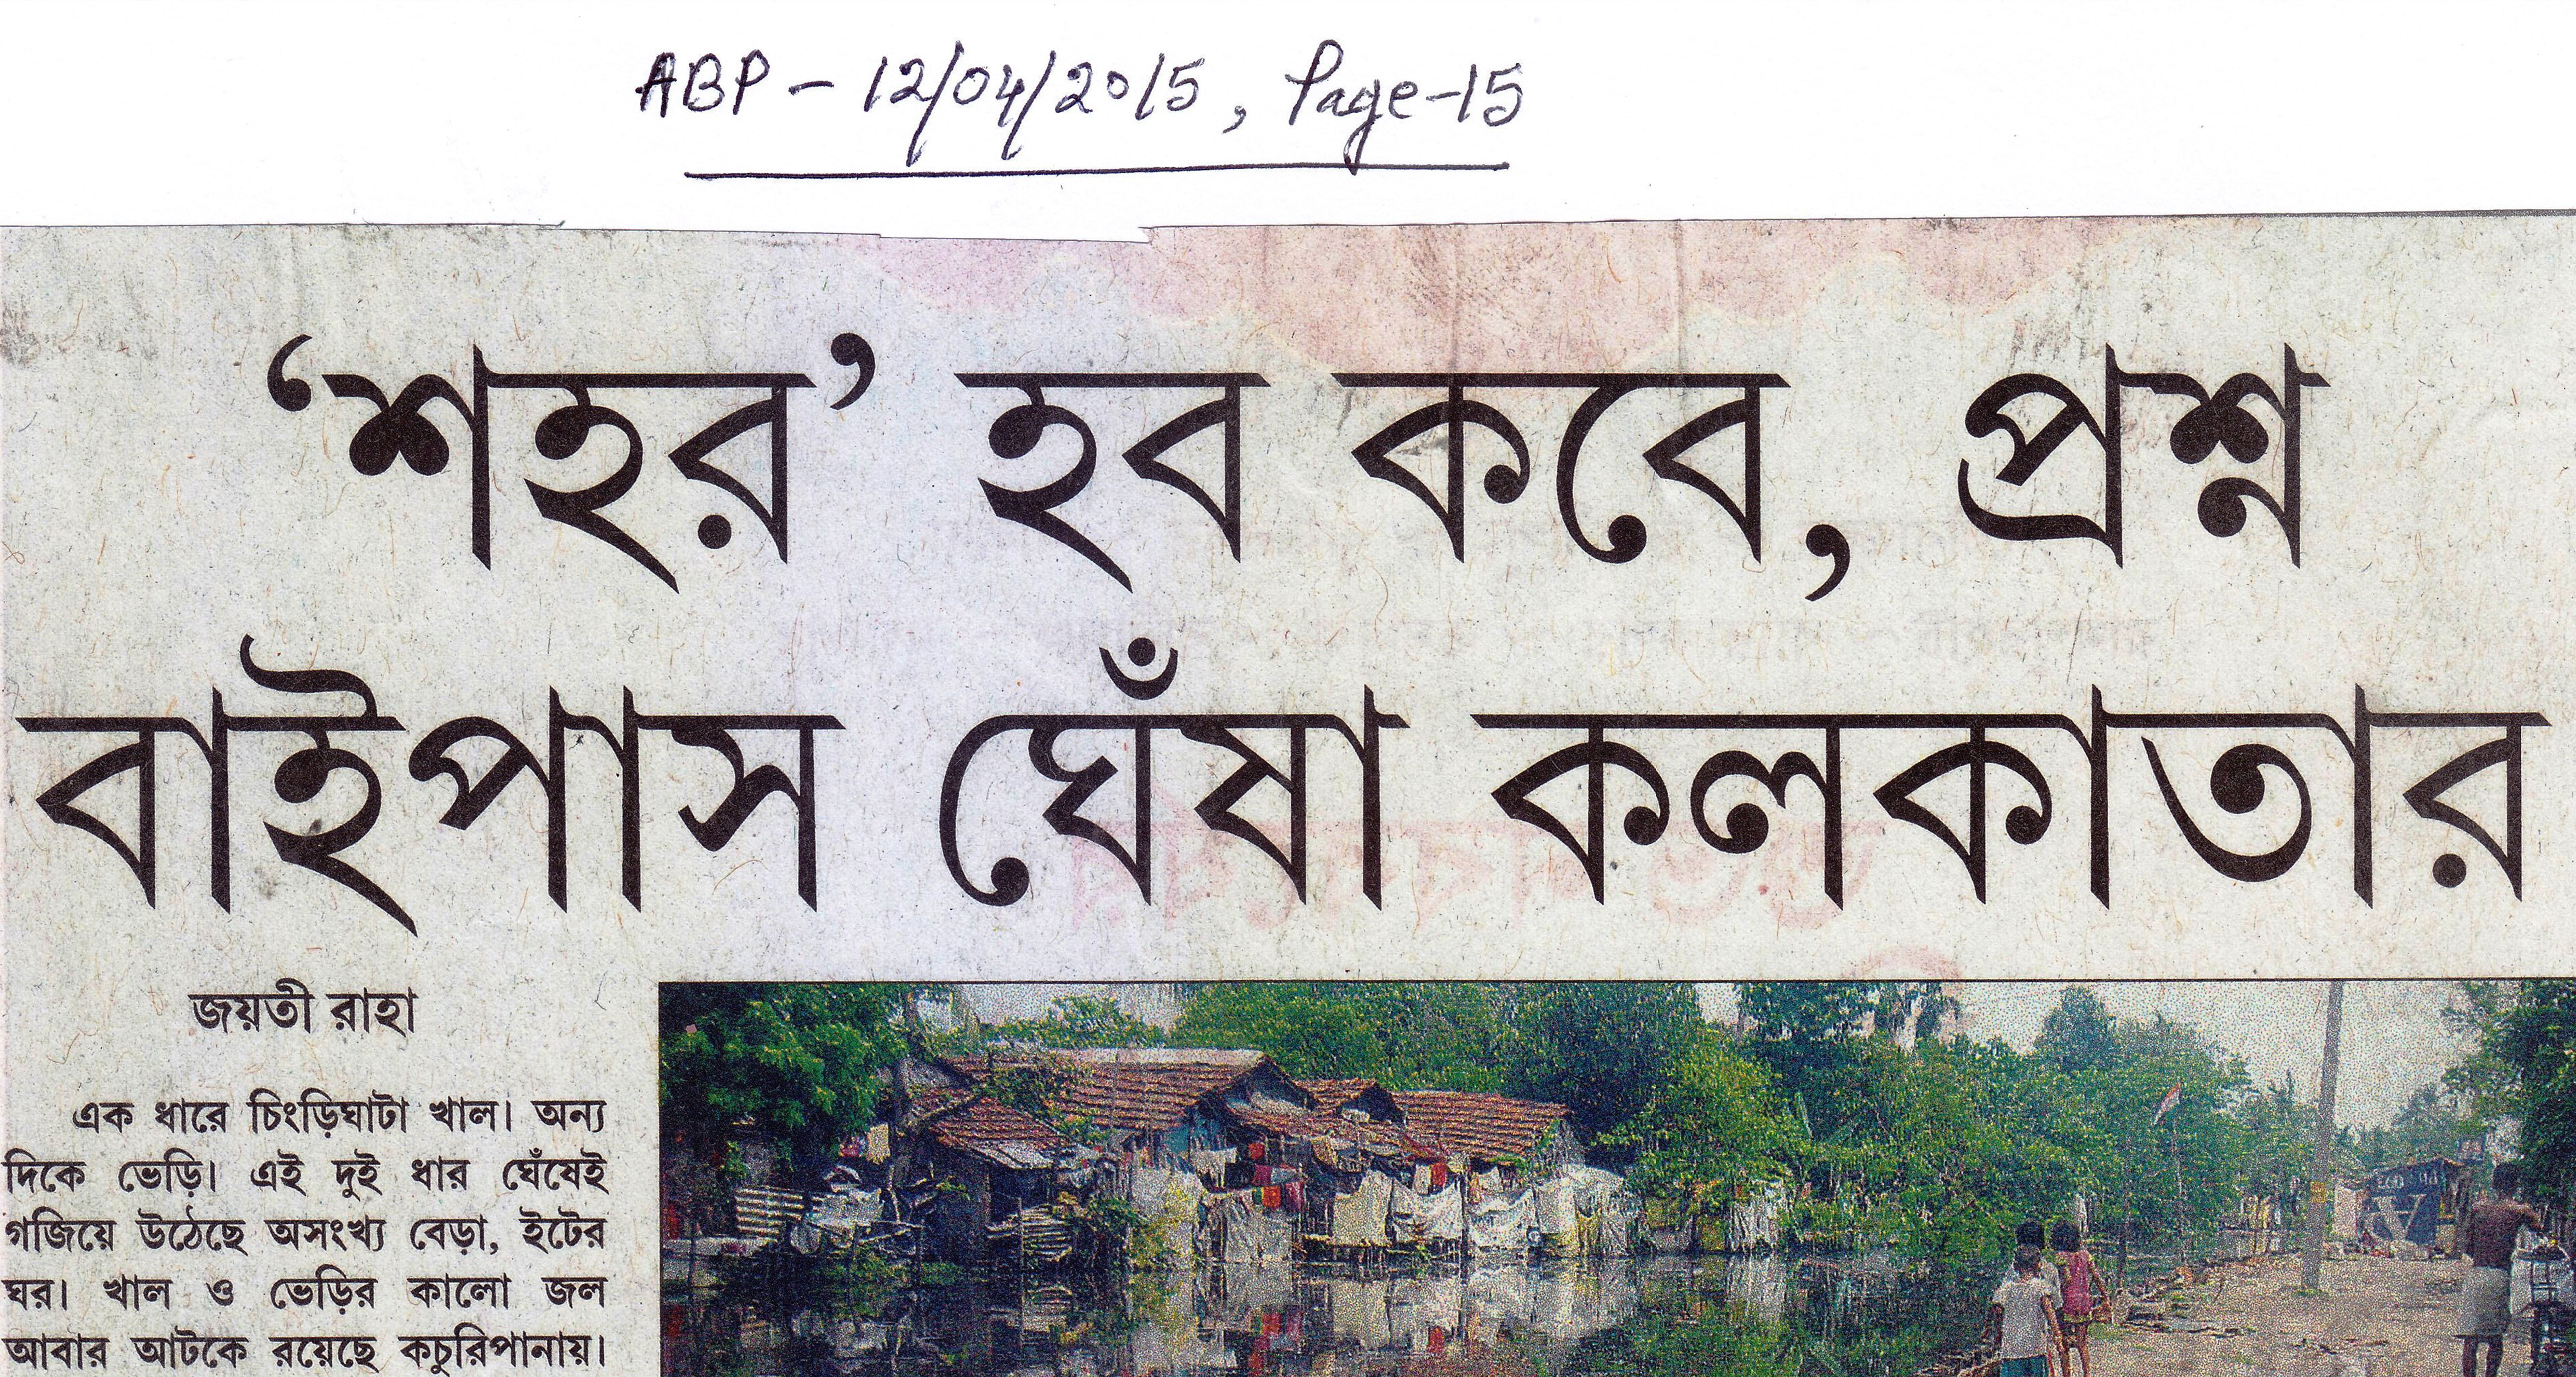 ABP - 12/04/2015, Page-15
‘শহর’ হব কবে, প্রশ্ন
বাইপাস ঘেঁষা কলকাতার
জয়তী রাহা
এক ধারে চিংড়িঘাটা খাল। অন্য
দিকে ভেড়ি। এই দুই ধার ঘেঁষেই
গজিয়ে উঠেছে অসংখ্য বেড়া, ইটের
ঘর। খাল ও ভেড়ির কালো জল
আবার আটকে রয়েছে কচুরিপানায়।